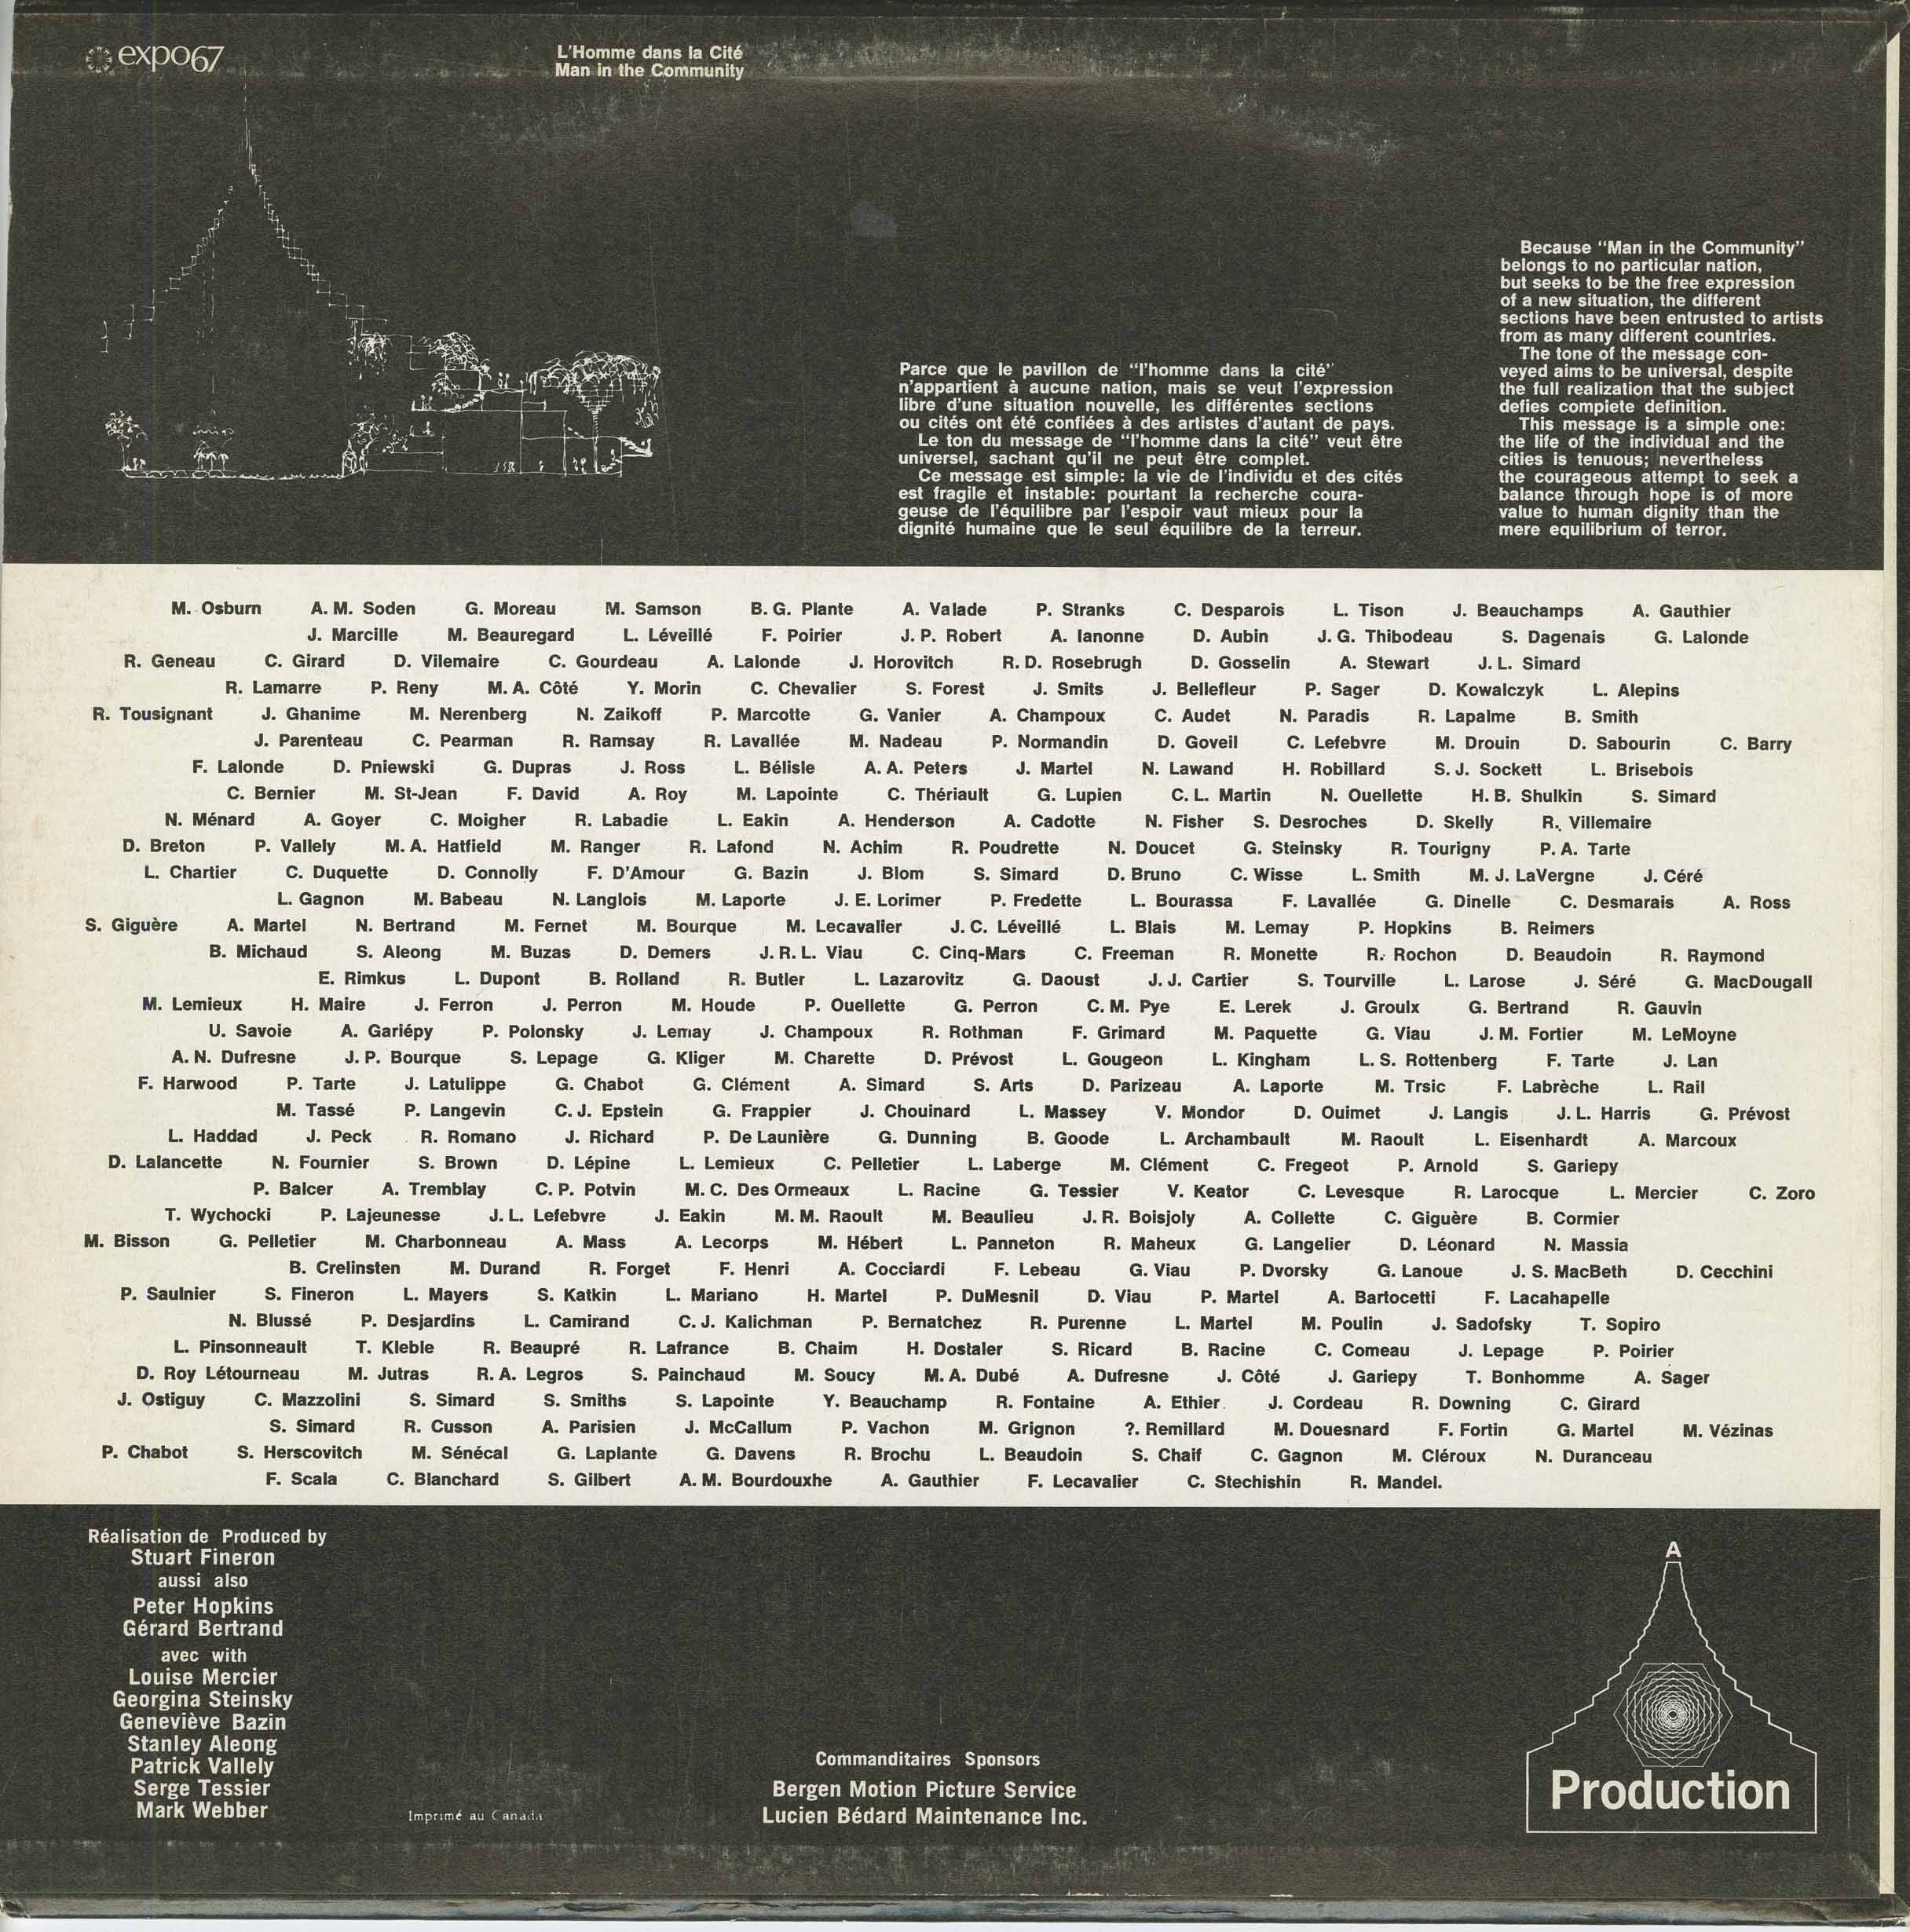 expo67
L'Homme dans la Cité
Man in the Community
Parce que le pavillon de "l'homme dans la cité"
n'appartient à aucune nation, mais se veut l'expression
libre d'une situation nouvelle, les différentes sections
ou cités ont été confiées à des artistes d'autant de pays.
Le ton du message de "l'homme dans la cité" veut être
universel, sachant qu'il ne peut être complet.
Ce message est simple: la vie de l'individu et des cités
est fragile et instable: pourtant la recherche coura-
geuse de l'équilibre par l'espoir vaut mieux pour la
dignité humaine que le seul équilibre de la terreur.
Because "Man in the Community"
belongs to no particular nation,
but seeks to be the free expression
of a new situation, the different
sections have been entrusted to artists
from as many different countries.
The tone of the message con-
veyed aims to be universal, despite
the full realization that the subject
defies compiete definition.
This message is a simple one:
the life of the individual and the
cities is tenuous; nevertheless
the courageous attempt to seek a
balance through hope is of more
value to human dignity than the
mere equilibrium of terror.
M. Osburn A. M. Soden G. Moreau M. Samson B. G. Plante A. Valade P. Stranks C. Desparois L. Tison J. Beauchamps A. Gauthier
J. Marcille M. Beauregard L. Léveillé F. Poirier J. P. Robert A. Ianonne D. Aubin J. G. Thibodeau S. Dagenais G. Lalonde
R. Geneau C. Girard D. Vilemaire C. Gourdeau A. Lalonde J. Horovitch R. D. Rosebrugh D. Gosselin A. Stewart J. L. Simard
R. Lamarre P. Reny M. A. Côté Y. Morin C. Chevalier S. Forest J. Smits J. Bellefleur P. Sager D. Kowalczyk L. Alepins
R. Tousignant J. Ghanime M. Nerenberg N. Zaikoff P. Marcotte G. Vanier A. Champoux C. Audet N. Paradis R. Lapalme B. Smith
J. Parenteau C. Pearman R. Ramsay R. Lavallée M. Nadeau P. Normandin D. Goveil C. Lefebvre M. Drouin D. Sabourin C. Barry
F. Lalonde D. Pniewski G. Dupras J. Ross L. Bélisle A. A. Peters J. Martel N. Lawand H. Robillard S. J. Sockett L. Brisebois
C. Bernier M. St-Jean F. David A. Roy M. Lapointe C. Thériault G. Lupien C. L. Martin N. Ouellette H. B. Shulkin S. Simard
N. Ménard A. Goyer C. Moigher R. Labadie L. Eakin A. Henderson A. Cadotte N. Fisher S. Desroches D. Skelly R. Villemaire
D. Breton P. Vallely M. A. Hatfield M. Ranger R. Lafond N. Achim R. Poudrette N. Doucet G. Steinsky R. Tourigny P. A. Tarte
L. Chartier C. Duquette D. Connolly F. D'Amour G. Bazin J. Blom S. Simard D. Bruno C. Wisse L. Smith M. J. LaVergne J. Céré
L. Gagnon M. Babeau N. Langlois M. Laporte J. E. Lorimer P. Fredette L. Bourassa F. Lavallée G. Dinelle C. Desmarais A. Ross
S. Giguère A. Martel N. Bertrand M. Fernet M. Bourque M. Lecavalier J. C. Léveillé L. Blais M. Lemay P. Hopkins B. Reimers
B. Michaud S. Aleong M. Buzas D. Demers J. R. L. Viau C. Cinq-Mars C. Freeman R. Monette R. Rochon D. Beaudoin R. Raymond
E. Rimkus L. Dupont B. Rolland R. Butler L. Lazarovitz G. Daoust J. J. Cartier S. Tourville L. Larose J. Séré G. MacDougall
M. Lemieux H. Maire J. Ferron J. Perron M. Houde P. Ouellette G. Perron C. M. Pye E. Lerek J. Groulx G. Bertrand R. Gauvin
U. Savoie A. Gariépy P. Polonsky J. Lemay J. Champoux R. Rothman F. Grimard M. Paquette G. Viau J. M. Fortier M. LeMoyne
A. N. Dufresne J. P. Bourque S. Lepage G. Kliger M. Charette D. Prévost L. Gougeon L. Kingham L. S. Rottenberg F. Tarte J. Lan
F. Harwood P. Tarte J. Latulippe G. Chabot G. Clément A. Simard S. Arts D. Parizeau A. Laporte M. Trsic F. Labrèche L. Rail
M. Tassé P. Langevin C. J. Epstein G. Frappier J. Chouinard L. Massey V. Mondor D. Ouimet J. Langis J. L. Harris G. Prévost
L. Haddad J. Peck R. Romano J. Richard P. De Launière G. Dunning B. Goode L. Archambault M. Raoult L. Eisenhardt A. Marcoux
D. Lalancette N. Fournier S. Brown D. Lépine L. Lemieux C. Pelletier L. Laberge M. Clément C. Fregeot P. Arnold S. Gariepy
P. Balcer A. Tremblay C. P. Potvin M. C. Des Ormeaux L. Racine G. Tessier V. Keator C. Levesque R. Larocque L. Mercier C. Zoro
T. Wychocki P. Lajeunesse J. L. Lefebvre J. Eakin M. M. Raoult M. Beaulieu J. R. Boisjoly A. Collette C. Giguère B. Cormier
M. Bisson G. Pelletier M. Charbonneau A. Mass A. Lecorps M. Hébert L. Panneton R. Maheux G. Langelier D. Léonard N. Massia
B. Crelinsten M. Durand R. Forget F. Henri A. Cocciardi F. Lebeau G. Viau P. Dvorsky G. Lanoue J. S. MacBeth D. Cecchini
P. Saulnier S. Fineron L. Mayers S. Katkin L. Mariano H. Martel P. DuMesnil D. Viau P. Martel A. Bartocetti F. Lacahapelle
N. Blussé P. Desjardins L. Camirand C. J. Kalichman P. Bernatchez R. Purenne L. Martel M. Poulin J. Sadofsky T. Sopiro
L. Pinsonneault T. Kleble R. Beaupré R. Lafrance B. Chaim H. Dostaler S. Ricard B. Racine C. Comeau J. Lepage P. Poirier
D. Roy Létourneau M. Jutras R. A. Legros S. Painchaud M. Soucy M. A. Dubé A. Dufresne J. Côté J. Gariepy T. Bonhomme A. Sager
J. Ostiguy C. Mazzolini S. Simard S. Smiths S. Lapointe Y. Beauchamp R. Fontaine A. Ethier J. Cordeau R. Downing C. Girard
S. Simard R. Cusson A. Parisien J. McCallum P. Vachon M. Grignon ?. Remillard M. Douesnard F. Fortin G. Martel M. Vézinas
P. Chabot S. Herscovitch M. Sénécal G. Laplante G. Davens R. Brochu L. Beaudoin S. Chaif C. Gagnon M. Cléroux N. Duranceau
F. Scala C. Blanchard S. Gilbert A. M. Bourdouxhe A. Gauthier F. Lecavalier C. Stechishin R. Mandel.
Réalisation de Produced by
Stuart Fineron
aussi also
Peter Hopkins
Gérard Bertrand
avec with
Louise Mercier
Georgina Steinsky
Geneviève Bazin
Stanley Aleong
Patrick Vallely
Serge Tessier
Mark Webber
Imprimé au Canada
Commanditaires Sponsors
Bergen Motion Picture Service
Lucien Bédard Maintenance Inc.
A
Production